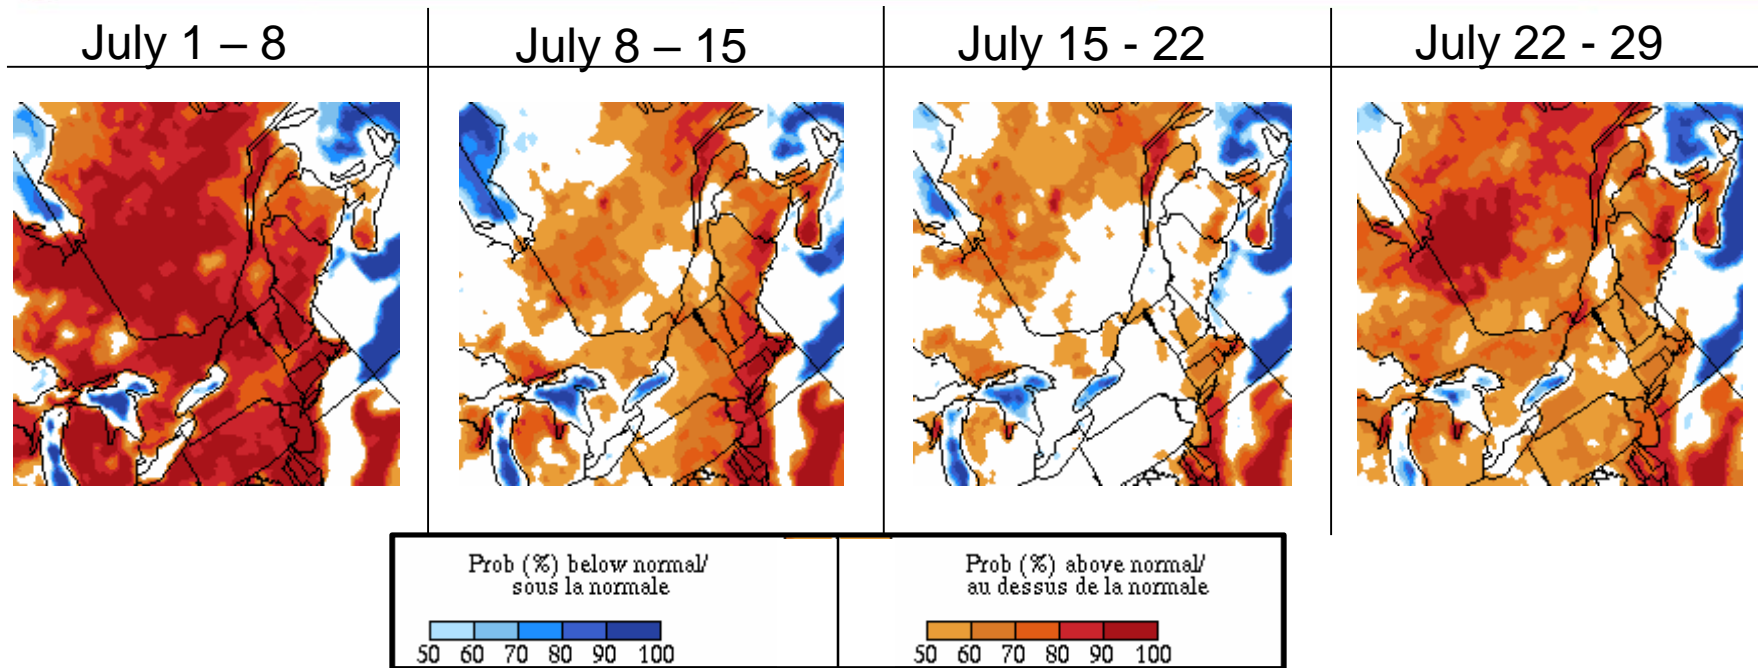 July 1 – 8
July 8 – 15
July 15 - 22
July 22 - 29
Prob (%) below normal/
sous la normale
50 60 70 80 90 100
Prob (%) above normale/
au dessus de la normale
50 60 70 80 90 100